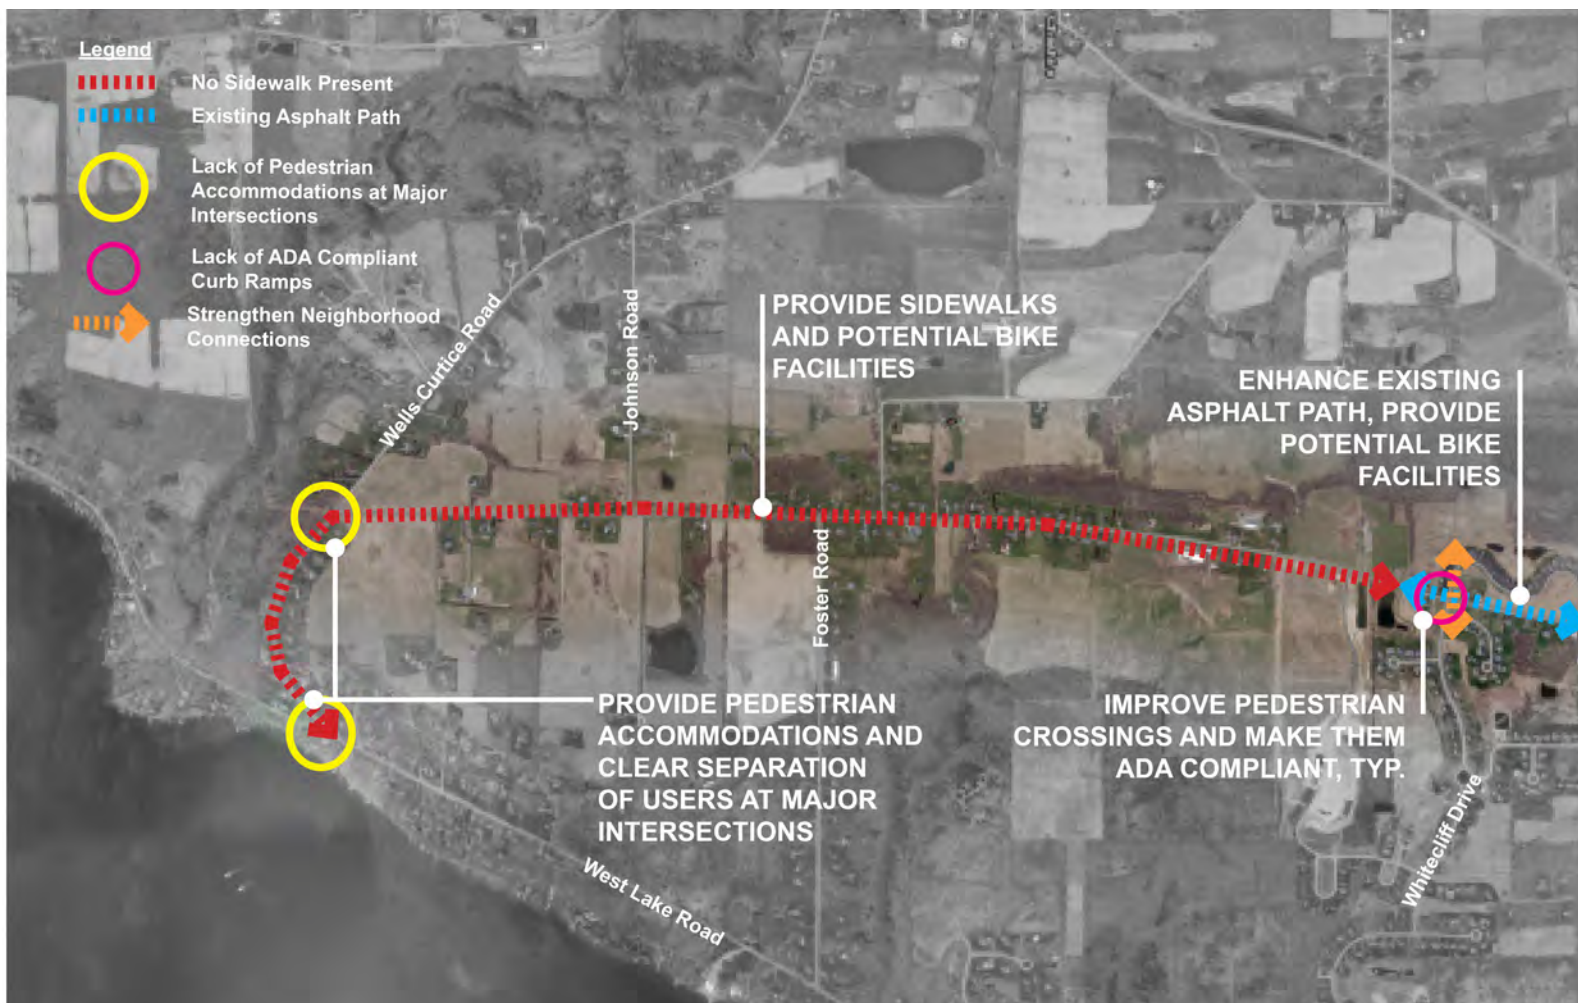 Legend
No Sidewalk Present
Existing Asphalt Path
Lack of Pedestrian
Accommodations at Major
Intersections
Lack of ADA Compliant
Curb Ramps
Strengthen Neighborhood
Connections
Wells Curtice Road
Johnson Road
PROVIDE SIDEWALKS
AND POTENTIAL BIKE
FACILITIES
ENHANCE EXISTING
ASPHALT PATH, PROVIDE
POTENTIAL BIKE
FACILITIES
Foster Road
PROVIDE PEDESTRIAN
ACCOMMODATIONS AND
CLEAR SEPARATION
OF USERS AT MAJOR
INTERSECTIONS
IMPROVE PEDESTRIAN
CROSSINGS AND MAKE THEM
ADA COMPLIANT, TYP.
West Lake Road
Whitecliff Drive